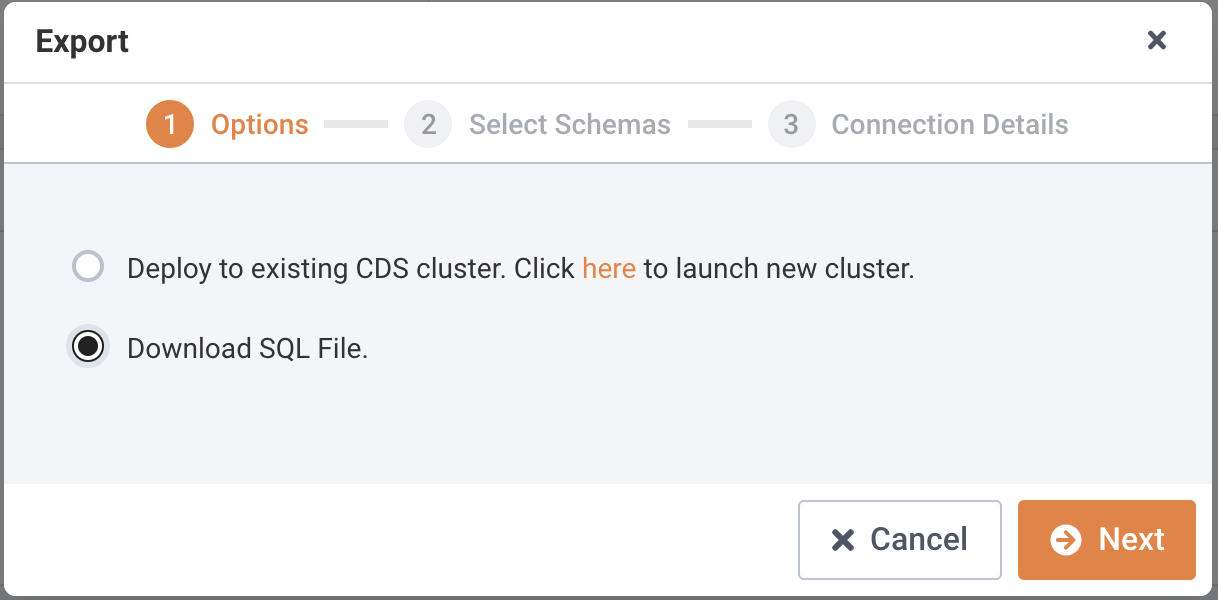 Export
1 Options 2 Select Schemas 3 Connection Details
Deploy to existing CDS cluster. Click here to launch new cluster.
Download SQL File.
Cancel Next